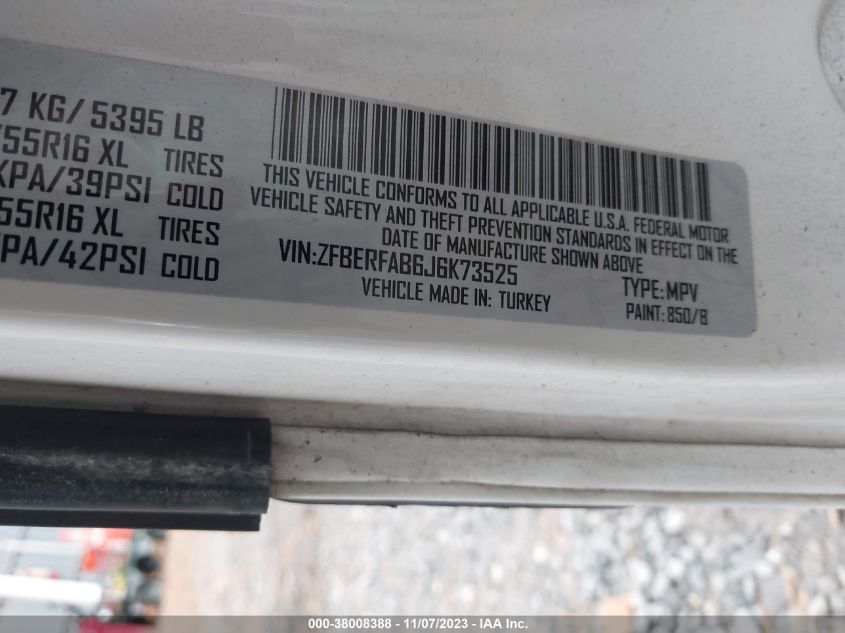 7 KG/ 5395 LB
55R16 XL TIRES
KPA/39PSI COLD
55R16 XL TIRES
PA/42PSI COLD
THIS VEHICLE CONFORMS TO ALL APPLICABLE U.S.A. FEDERAL MOTOR
VEHICLE SAFETY AND THEFT PREVENTION STANDARDS IN EFFECT ON THE
DATE OF MANUFACTURE SHOWN ABOVE
VIN:ZFBERFAB6J6K73525
TYPE:MPV
VEHICLE MADE IN: TURKEY
PAINT: 850/B
000-38008388 - 11/07/2023 - IAA Inc.